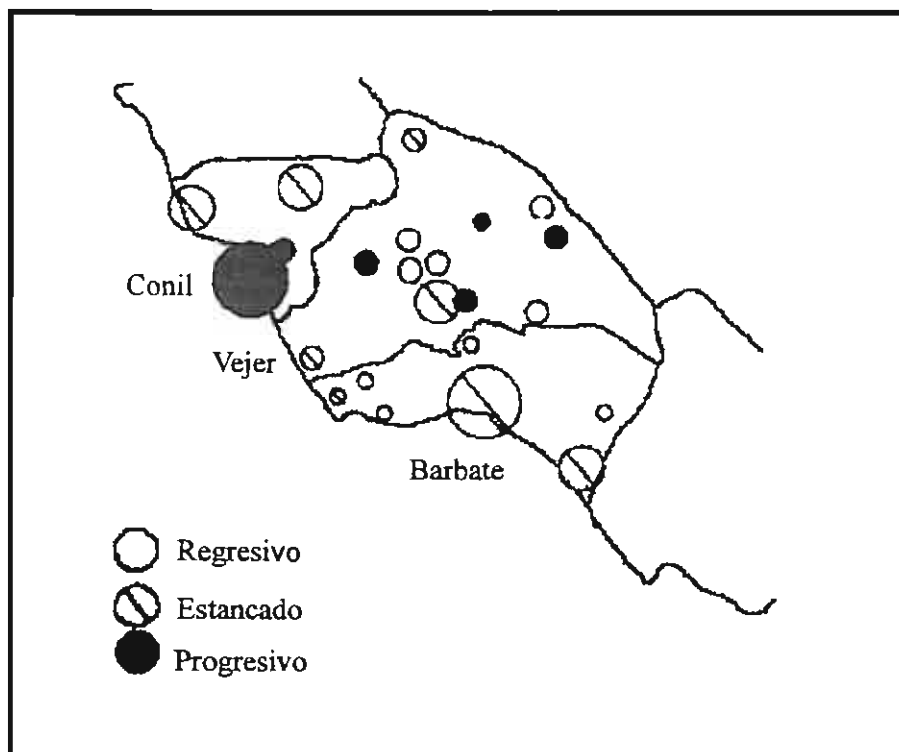 Conil
Vejer
Barbate
Regresivo
Estancado
Progresivo